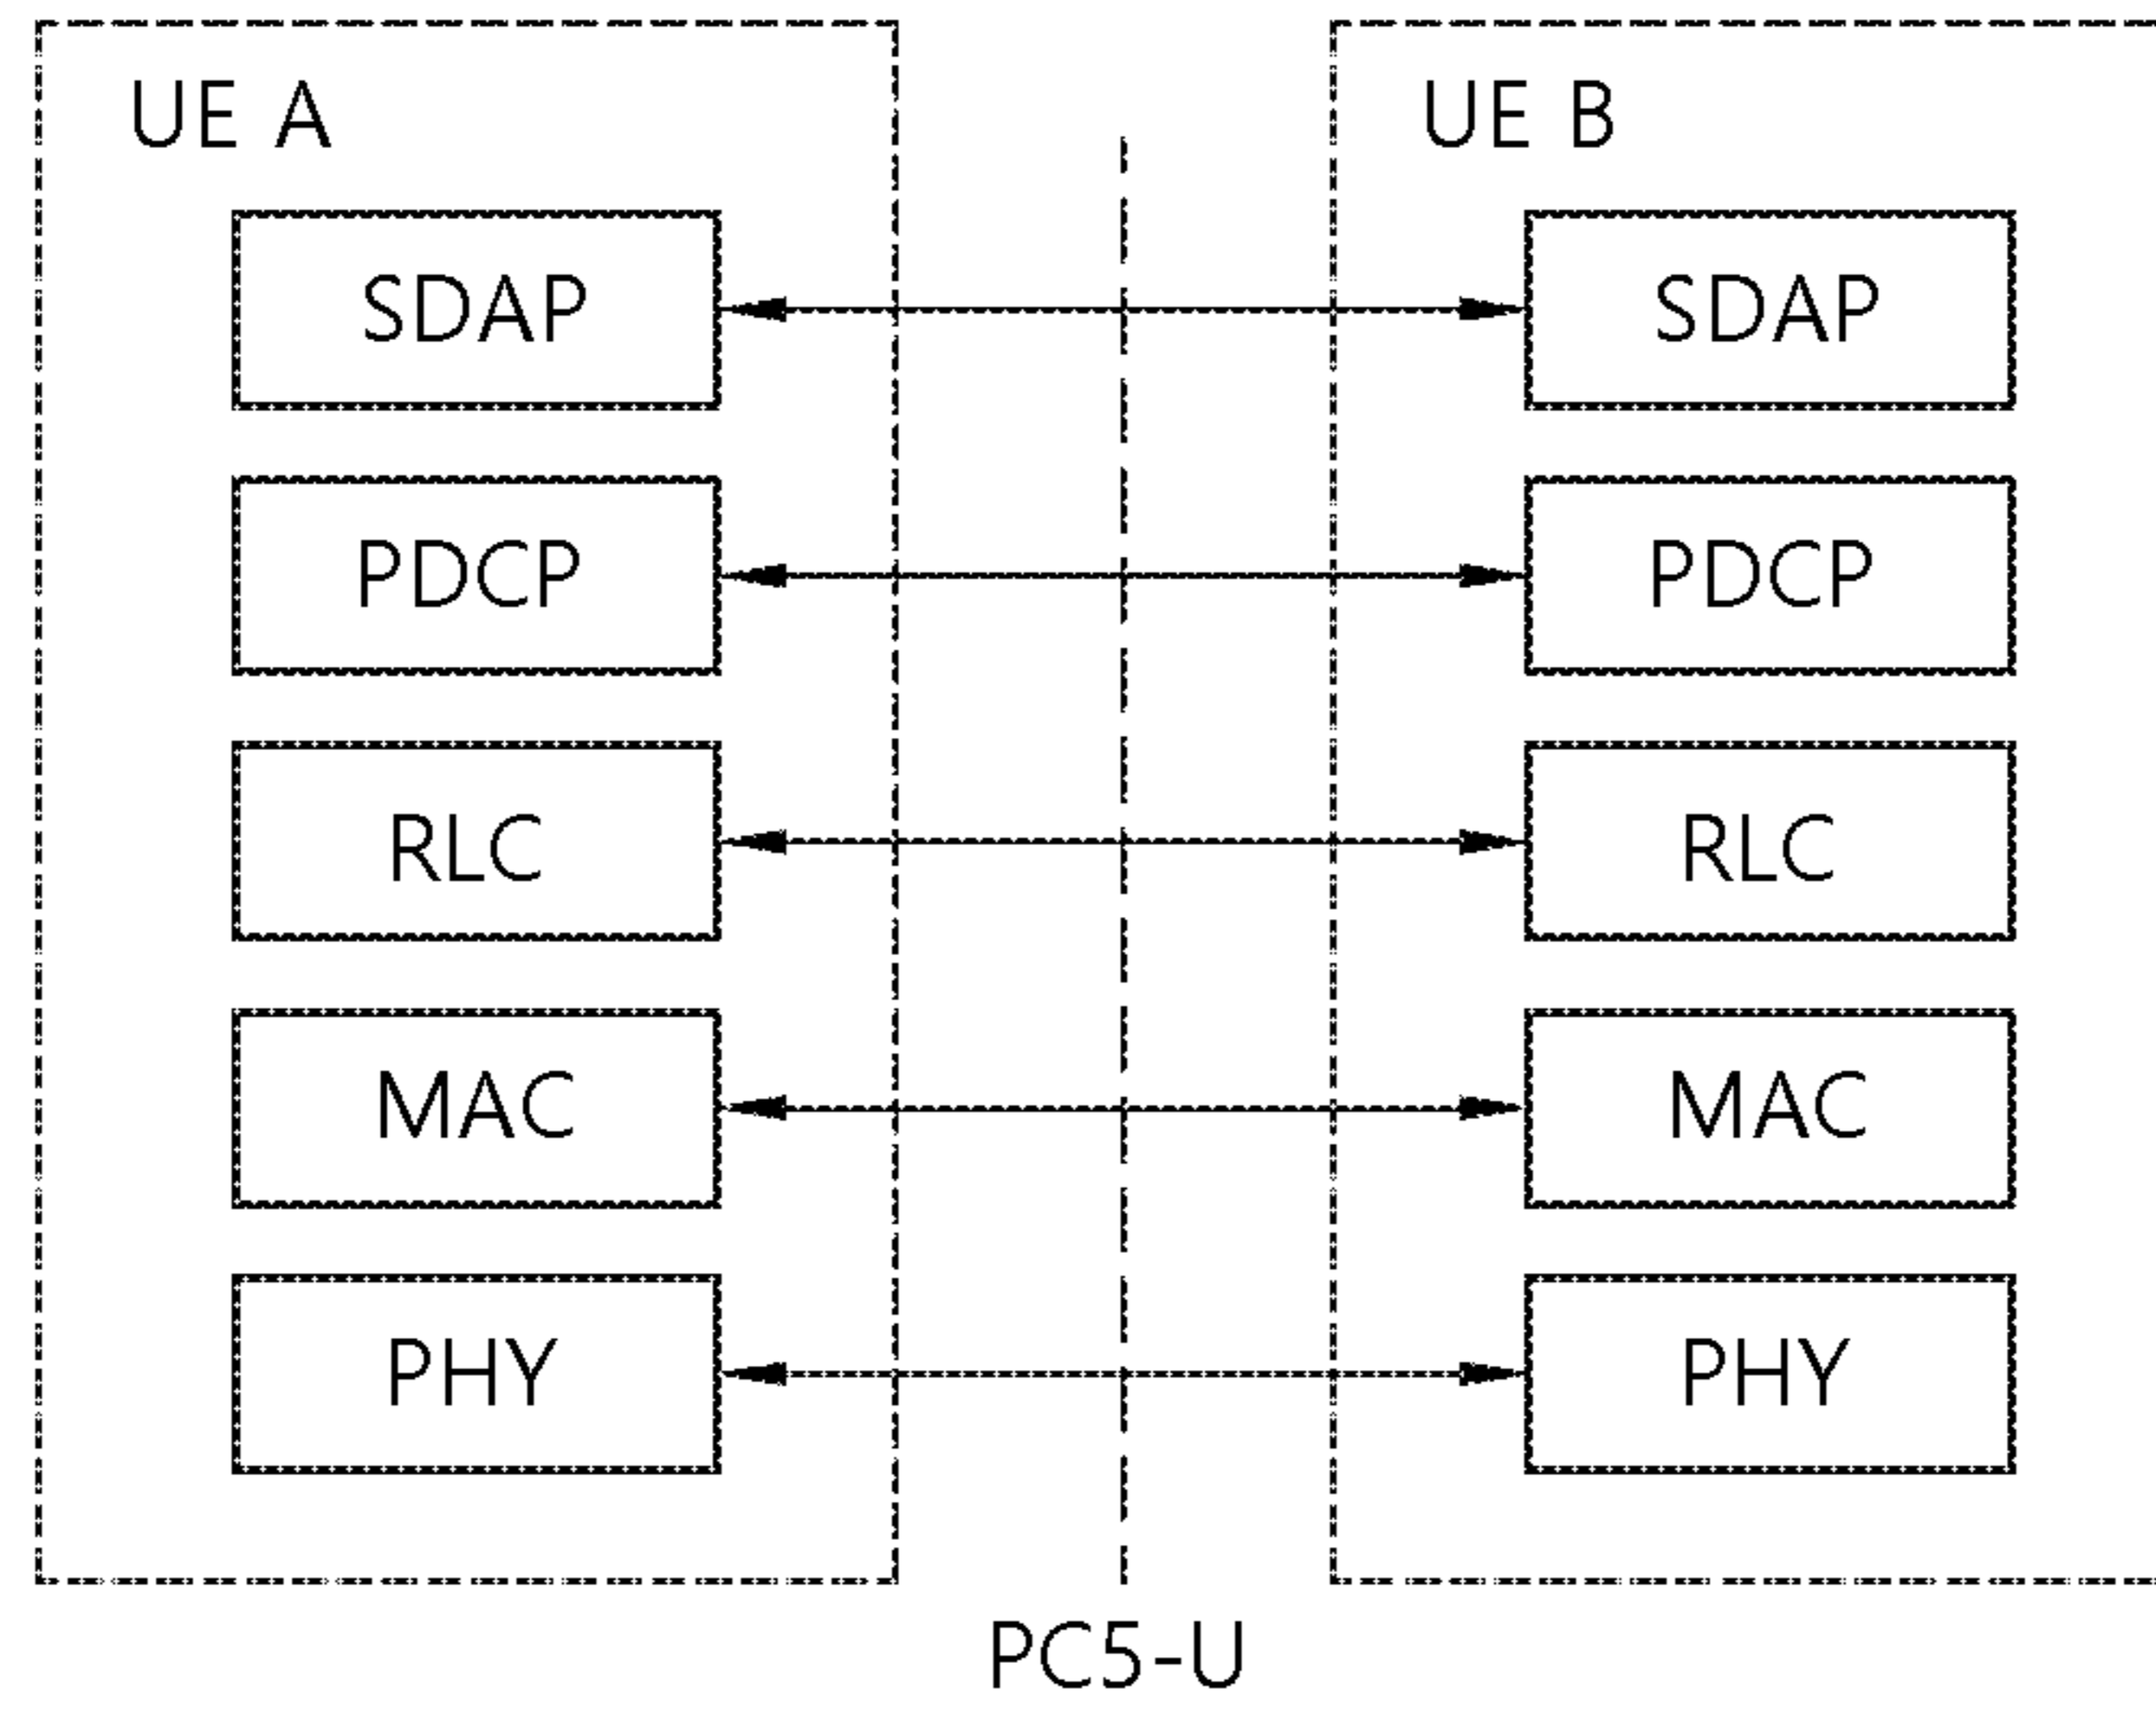 UE A
UE B
SDAP
SDAP
PDCP
PDCP
RLC
RLC
MAC
MAC
PHY
PHY
PC5-U